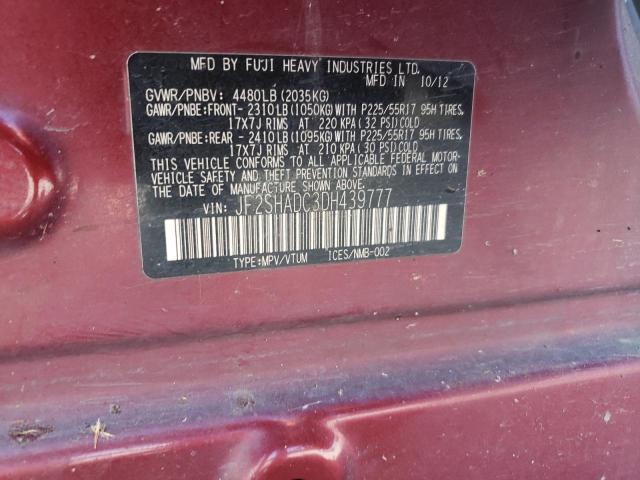 MFD BY FUJI HEAVY INDUSTRIES LTD.
MFD IN 10/12
GVWR/PNBV: 4480LB (2035KG)
GAWR/PNBE:FRONT- 2310LB(1050KG)WITH P225/55R17 95H TIRES,
17X7J RIMS AT 220 KPA (32 PSI)COLD
GAWR/PNBE:REAR - 2410LB(1095KG)WITH P225/55R17 95H TIRES,
17X7J RIMS AT 210 KPA(30 PSI)COLD
THIS VEHICLE CONFORMS TO ALL APPLICABLE FEDERAL MOTOR-
VEHICLE SAFETY AND THEFT PREVENTION STANDARDS IN EFFECT ON
THE DATE OF MANUFACTURE SHOWN ABOVE.
VIN: JF2SHADC3DH439777
TYPE:MPV/VTUM ICES/NMB-002